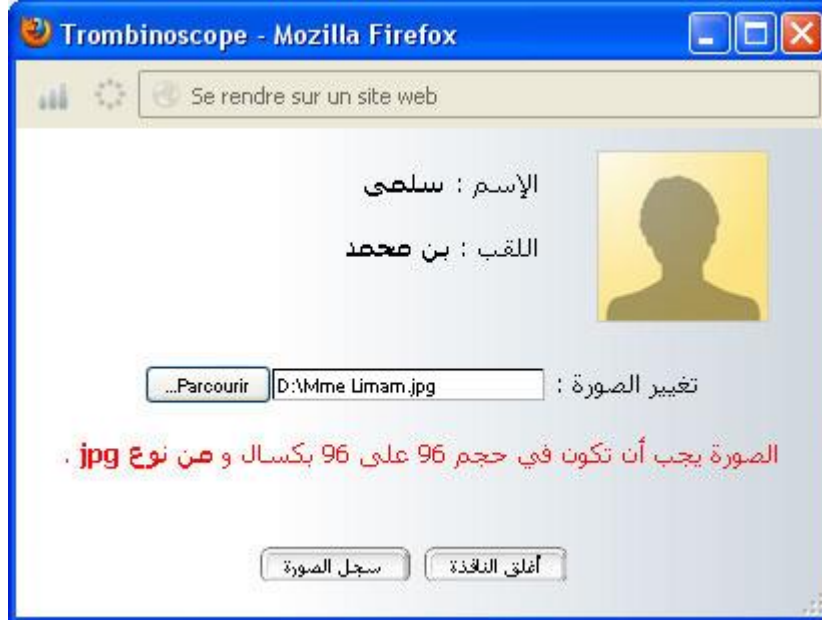 Trombinoscope - Mozilla Firefox
Se rendre sur un site web
الإسم : سلمى
اللقب : بن محمد
تغيير الصورة : D:\Mme Limam.jpg Parcourir...
الصورة يجب أن تكون في حجم 96 على 96 بكسال و من نوع jpg .
أغلق النافذة سجل الصورة